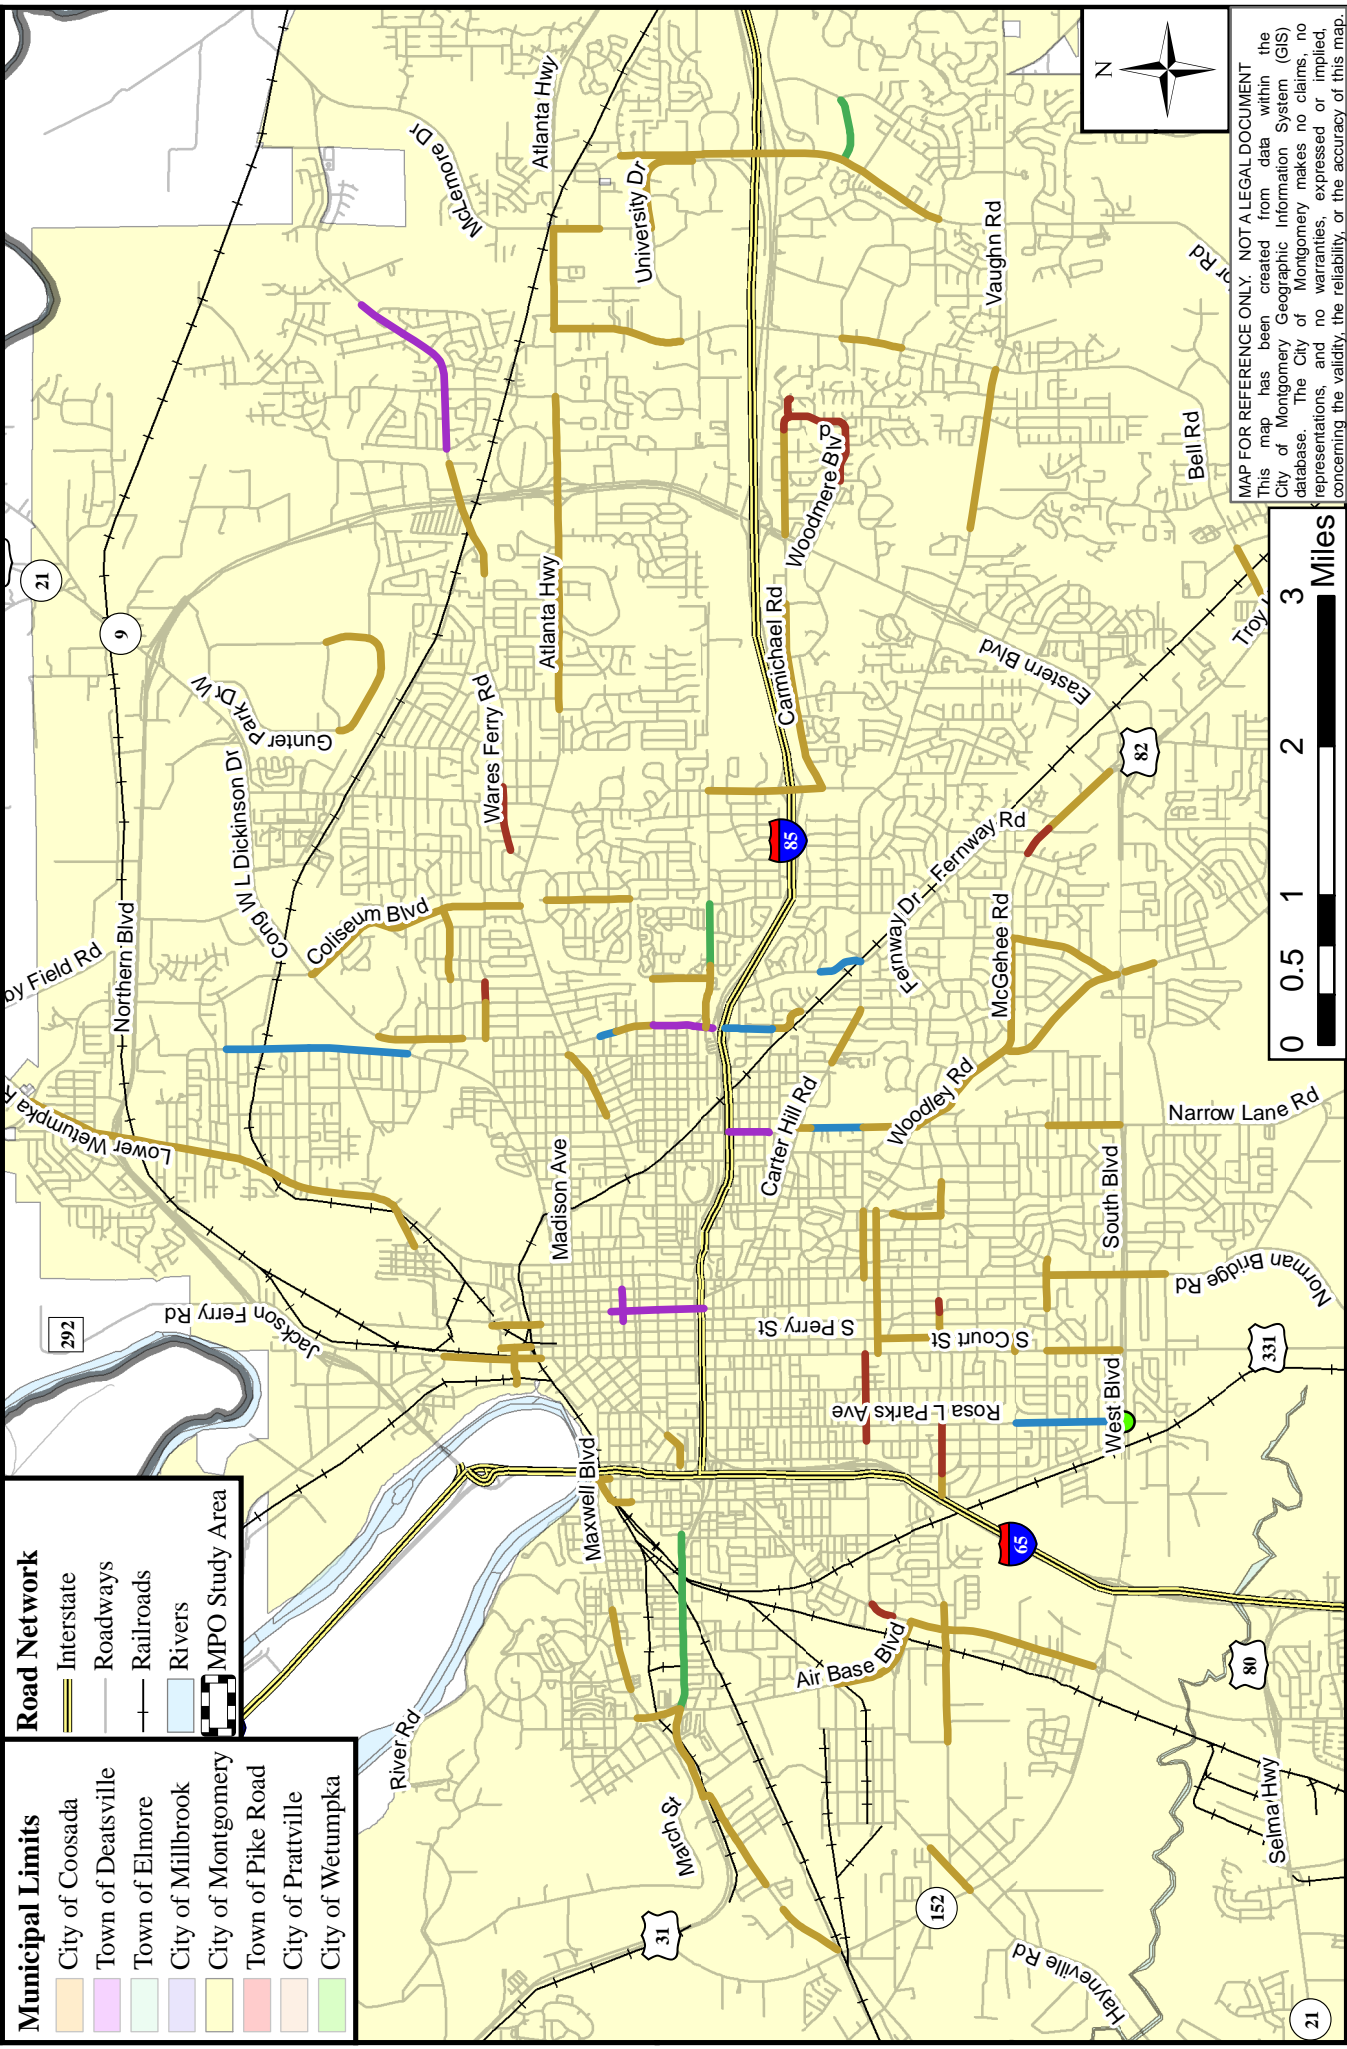 Municipal Limits
City of Coosada
Town of Deatsville
Town of Elmore
City of Millbrook
City of Montgomery
Town of Pike Road
City of Prattville
City of Wetumpka
Road Network
Interstate
Roadways
Railroads
Rivers
MPO Study Area
292
21
9
Jackson Ferry Rd
Lower Wetumpka R
by Field Rd
Northern Blvd
Cong W L Dickinson Dr
Gunter Park Dr W
Coliseum Blvd
Wares Ferry Rd
McLemore Dr
Atlanta Hwy
Atlanta Hwy
University Dr
Madison Ave
Maxwell Blvd
River Rd
March St
31
Air Base Blvd
152
Hayneville Rd
21
Selma Hwy
80
65
85
Carmichael Rd
Woodmere Blv
d
Vaughn Rd
or Rd
Bell Rd
Eastern Blvd
Troy
82
Fernway Rd
Fernway Dr
McGehee Rd
Woodley Rd
Carter Hill Rd
Narrow Lane Rd
South Blvd
Norman Bridge Rd
S Perry St
S Court St
Rosa L Parks Ave
West Blvd
331
N
0 0.5 1 2 3
Miles
MAP FOR REFERENCE ONLY. NOT A LEGAL DOCUMENT
This map has been created from data within the
City of Montgomery Geographic Information System (GIS)
database. The City of Montgomery makes no claims, no
representations, and no warranties, expressed or implied,
concerning the validity, the reliability, or the accuracy of this map.